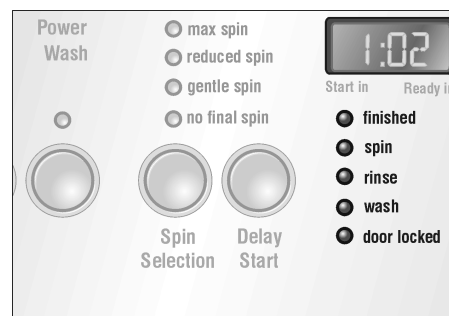 Power
Wash
max spin
reduced spin
gentle spin
no final spin
Spin
Selection
Delay
Start
1:02
Start in
Ready in
finished
spin
rinse
wash
door locked